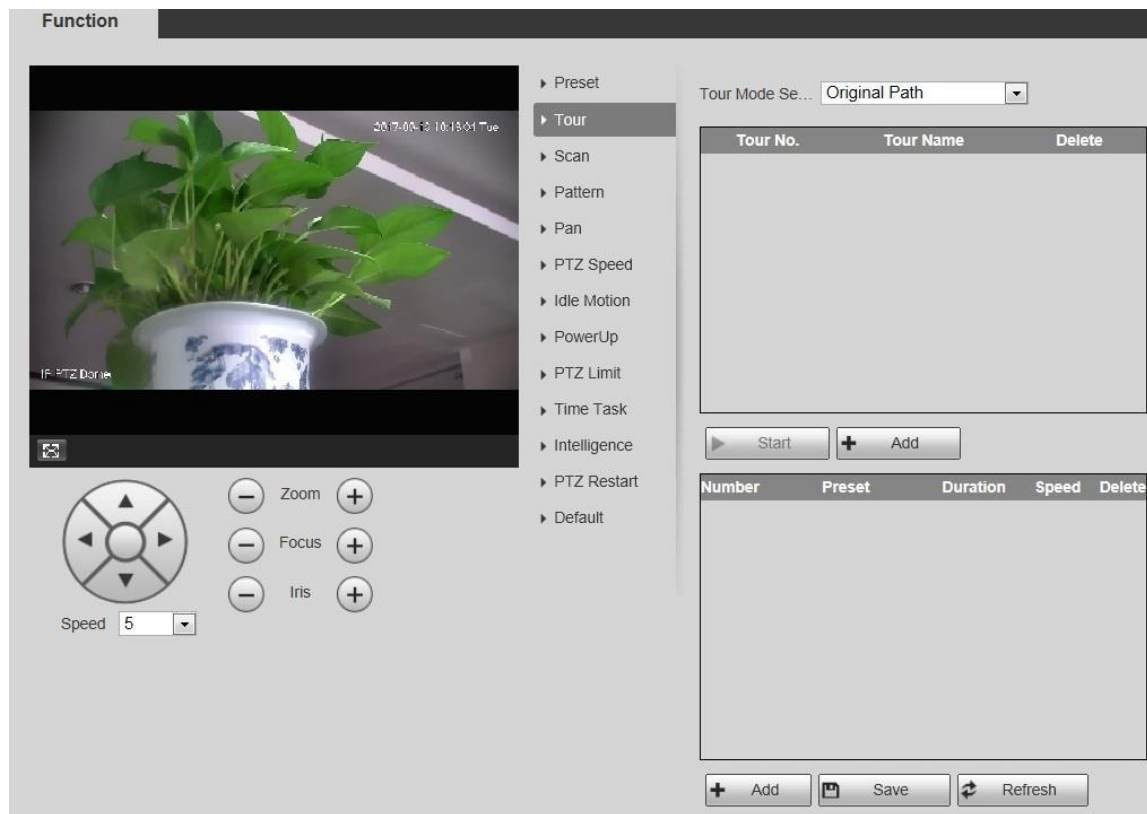 Function
Tue
Zoom
Focus
Iris
Speed 5
Preset
Tour
Scan
Pattern
Pan
PTZ Speed
Idle Motion
PowerUp
PTZ Limit
Time Task
Intelligence
PTZ Restart
Default
Tour Mode Se... Original Path
Tour No. Tour Name Delete
Start Add
Number Preset Duration Speed Delete
Add Save Refresh